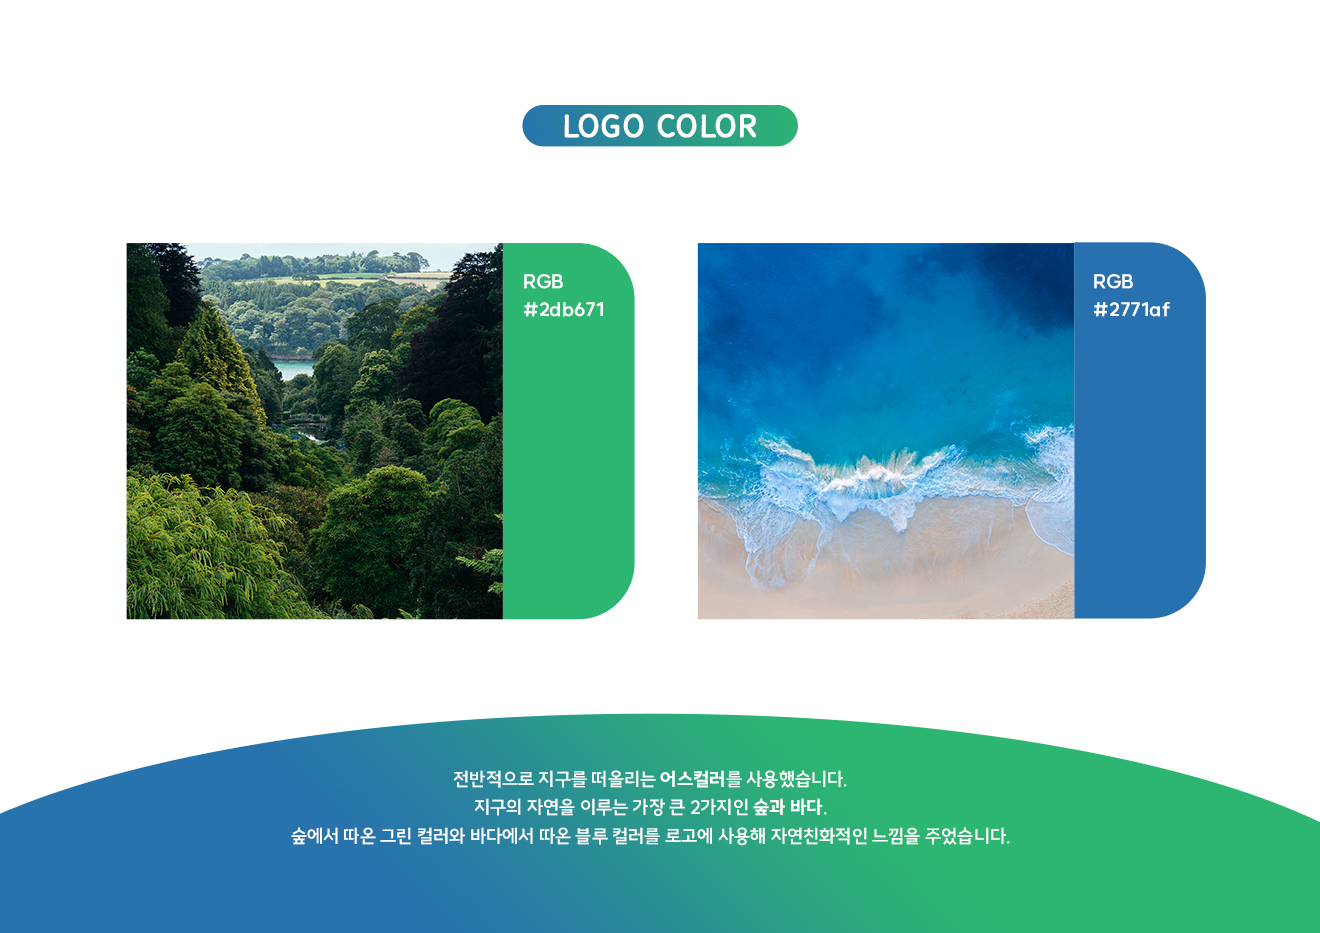 LOGO COLOR
RGB
#2db671
RGB
#2771af
전반적으로 지구를 떠올리는 어스컬러를 사용했습니다.
지구의 자연을 이루는 가장 큰 2가지인 숲과 바다.
숲에서 따온 그린 컬러와 바다에서 따온 블루 컬러를 로고에 사용해 자연친화적인 느낌을 주었습니다.